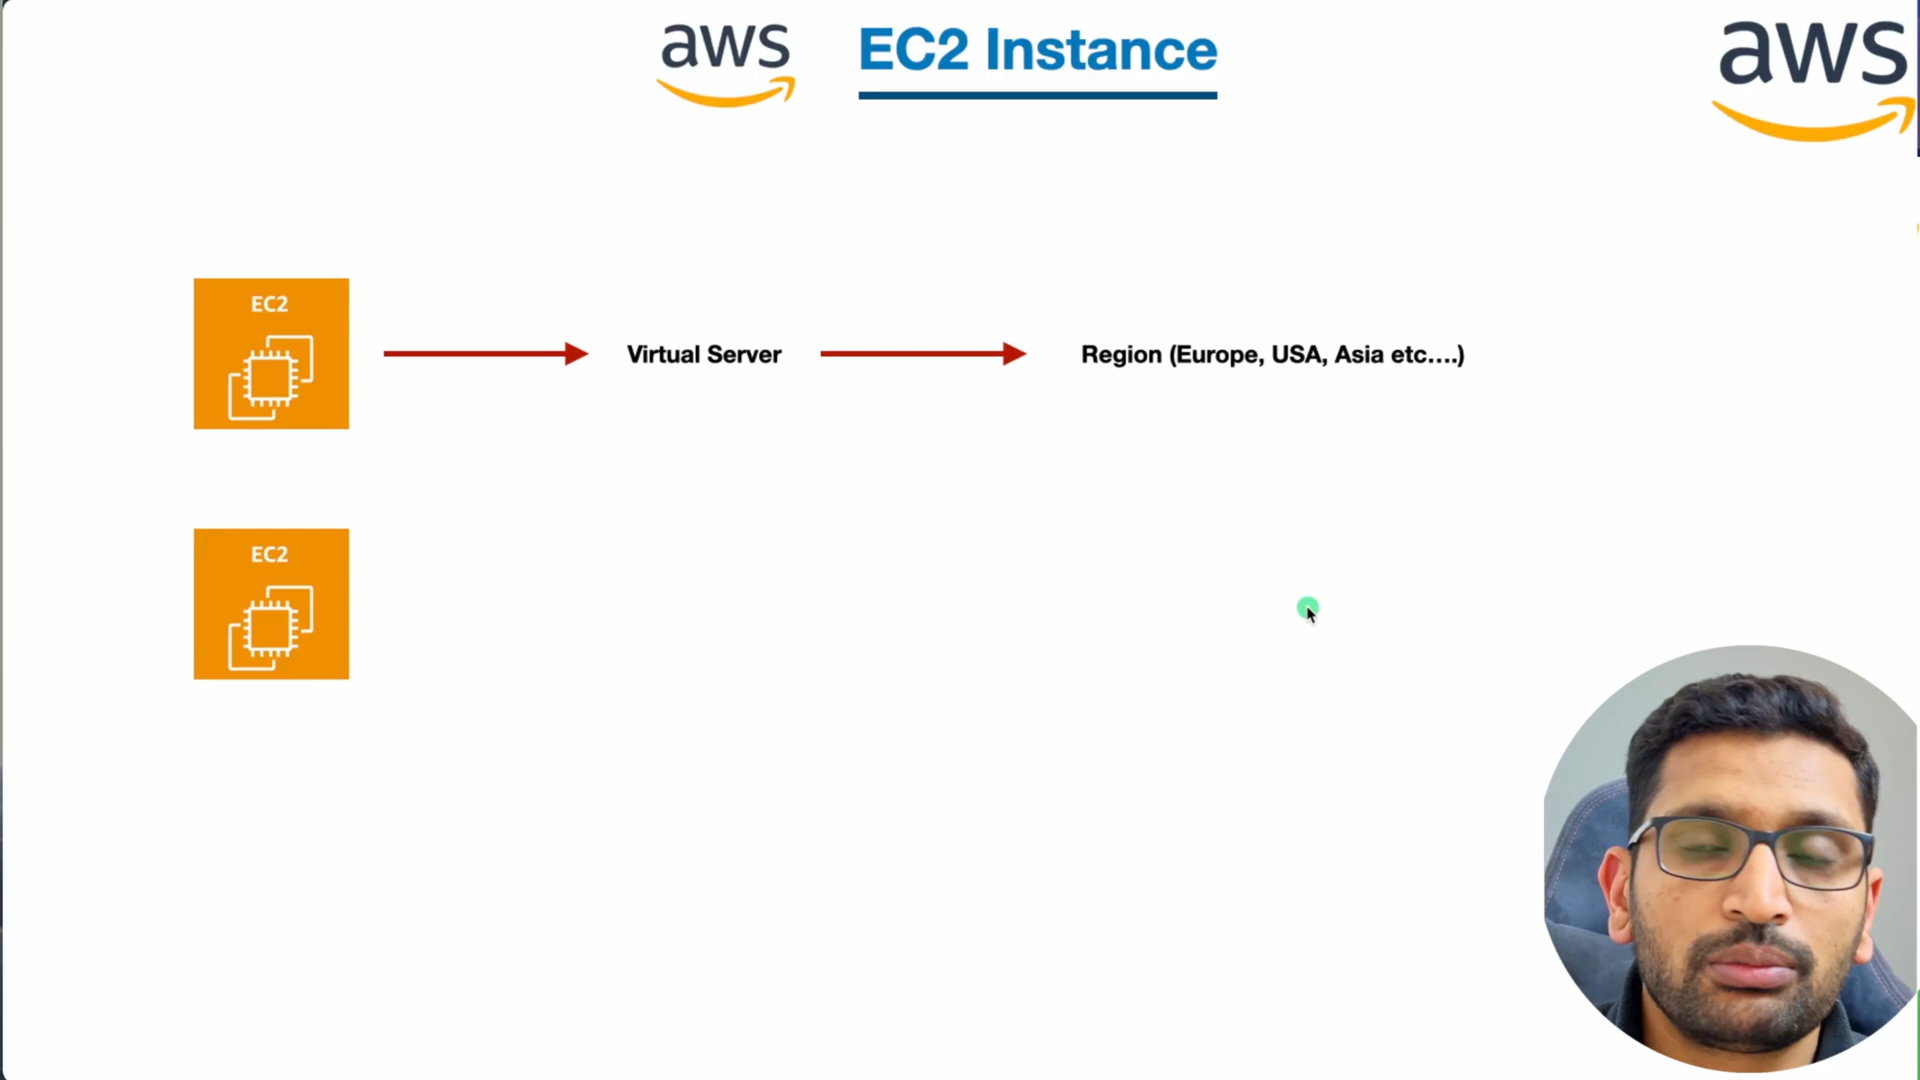 aws
EC2 Instance
aws
EC2
Virtual Server
Region (Europe, USA, Asia etc....)
EC2